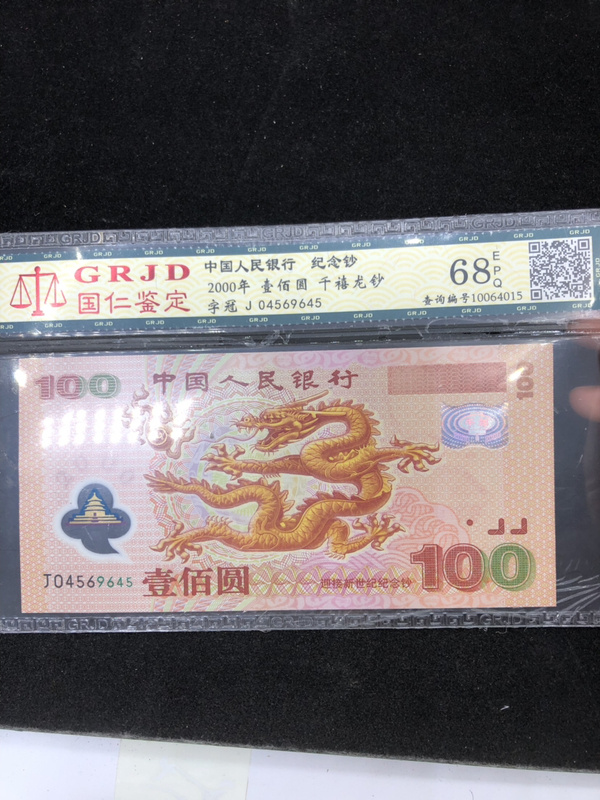 GRJD
国仁鉴定
中国人民银行 纪念钞
2000年 壹佰圆 千禧龙钞
字冠 J 04569645
68 EPQ
查询编号10064015
100 中国人民银行 100
J04569645 壹佰圆 迎接新世纪纪念钞 100